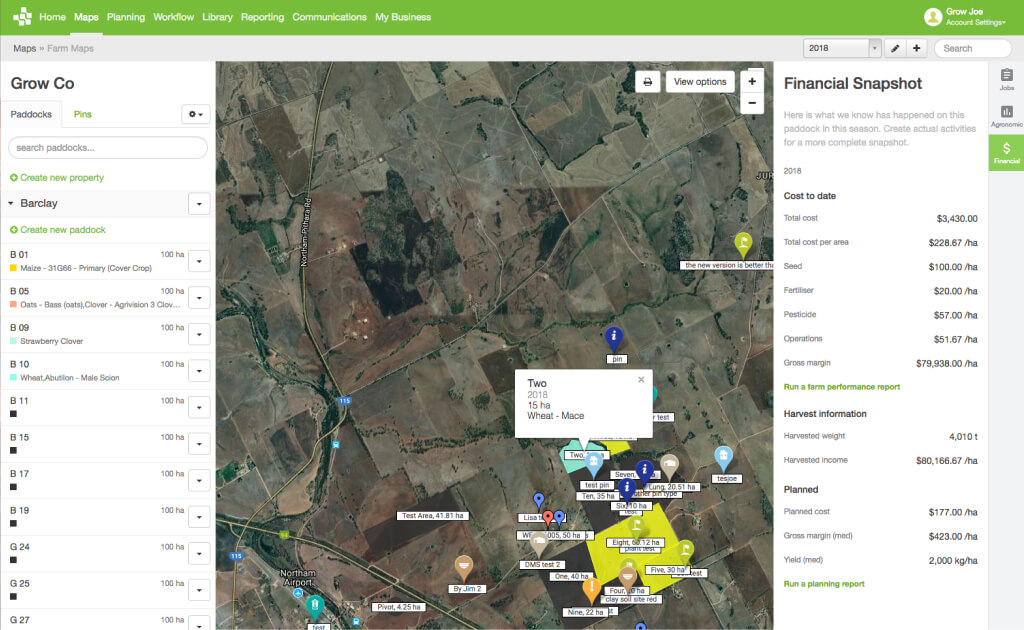 Home Maps Planning Workflow Library Reporting Communications My Business
Grow Joe
Account Settings
Maps » Farm Maps
2018
Search
Grow Co
Paddocks Pins
search paddocks...
Create new property
Barclay
Create new paddock
B 01 100 ha
Maize - 31G66 - Primary (Cover Crop)
B 05 100 ha
Oats - Bass (oats),Clover - Agrivision 3 Clov...
B 09 100 ha
Strawberry Clover
B 10 100 ha
Wheat,Abutilon - Male Scion
B 11 100 ha
B 15 100 ha
B 17 100 ha
B 19 100 ha
G 24 100 ha
G 25 100 ha
G 27 100 ha
View options
+
−
Northam-Pithara Rd
JUR
the new version is better tha
pin
Two
2018
15 ha
Wheat - Mace
r test
115
Two,
test pin
Seven,
tesjoe
Lung, 20.51 ha
Ten, 35 ha
other pin type
Six, 10 ha
test
Test Area, 41.81 ha
Lisa
005, 50 ha
Eight, 60.12 ha
plant test
115
DMS test 2
One, 40 ha
Five, 30 ha
test
Northam
Airport
By Jim 2
Four, 20 ha
clay soil site red
Pivot, 4.25 ha
Nine, 22 ha
test
Financial Snapshot
Here is what we know has happened on this
paddock in this season. Create actual activities
for a more complete snapshot.
2018
Cost to date
Total cost $3,430.00
Total cost per area $228.67 /ha
Seed $100.00 /ha
Fertiliser $20.00 /ha
Pesticide $57.00 /ha
Operations $51.67 /ha
Gross margin $79,938.00 /ha
Run a farm performance report
Harvest information
Harvested weight 4,010 t
Harvested income $80,166.67 /ha
Planned
Planned cost $177.00 /ha
Gross margin (med) $423.00 /ha
Yield (med) 2,000 kg/ha
Run a planning report
Jobs
Agronomic
$
Financial